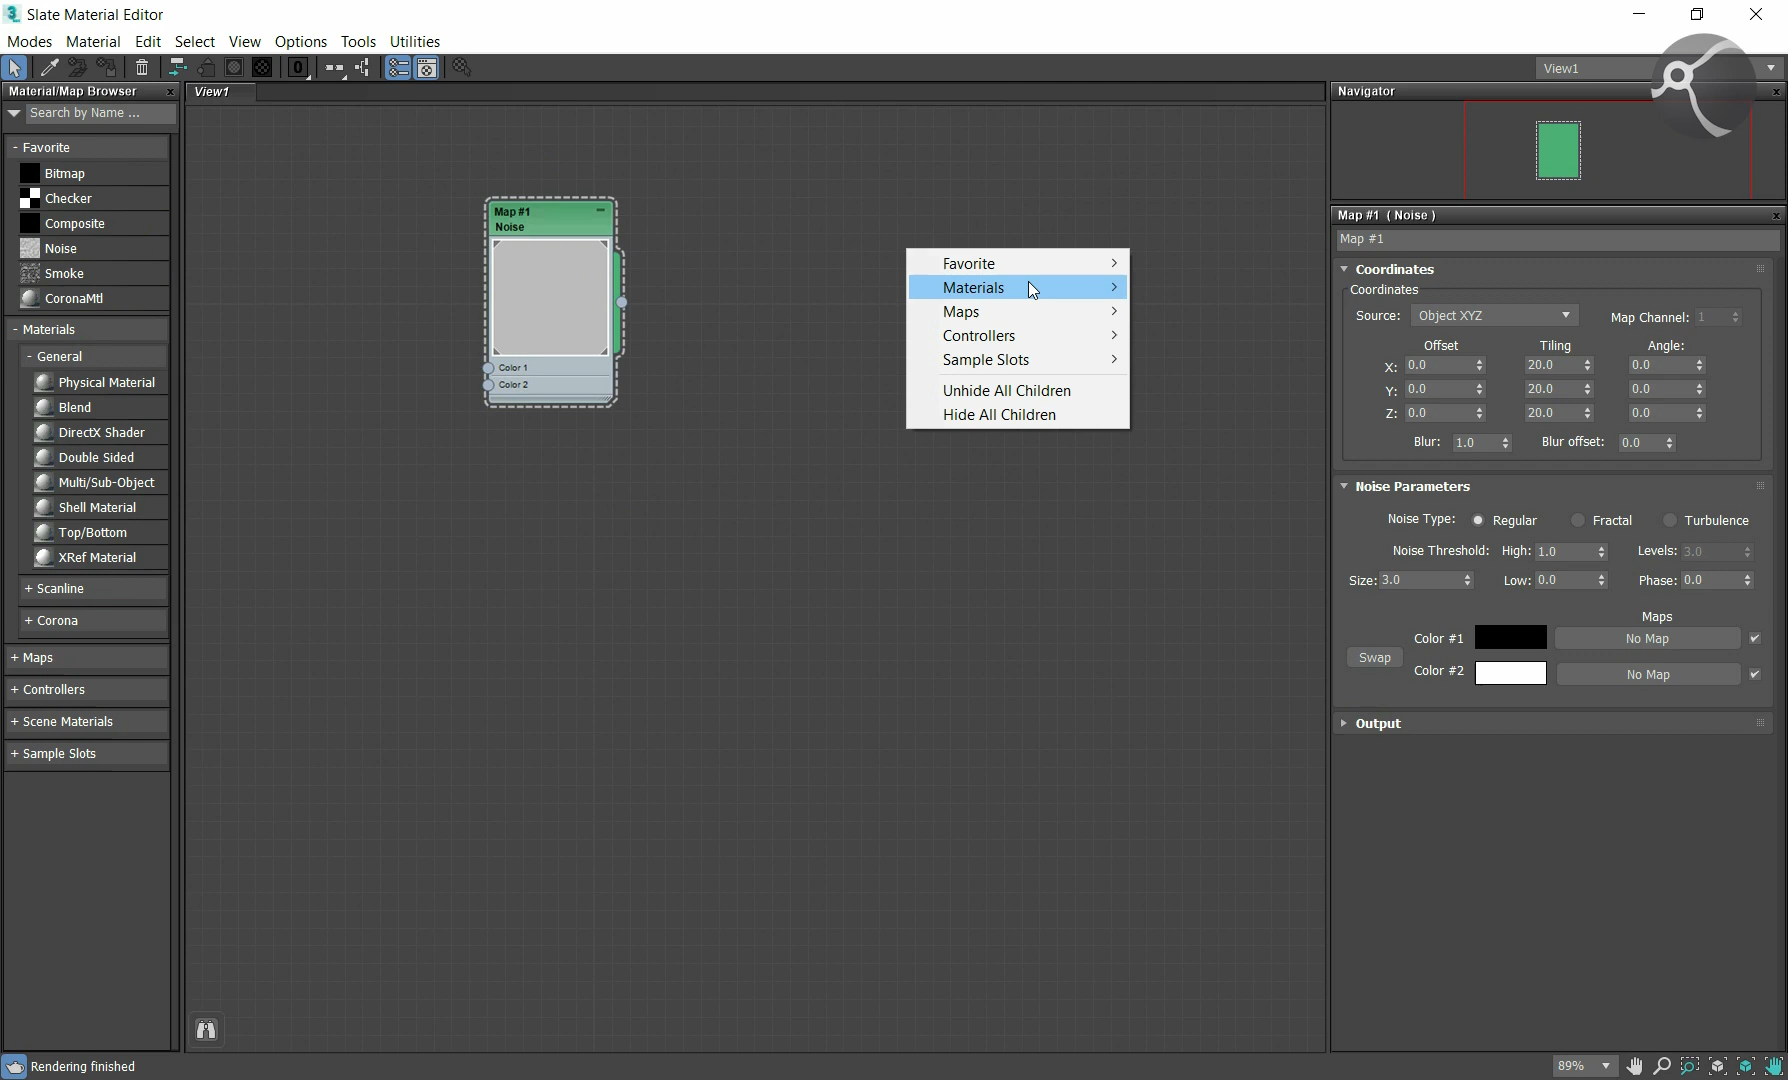 Slate Material Editor
Modes Material Edit Select View Options Tools Utilities
0
View1
Material/Map Browser
Search by Name ...
- Favorite
Bitmap
Checker
Composite
Noise
Smoke
CoronaMtl
- Materials
- General
Physical Material
Blend
DirectX Shader
Double Sided
Multi/Sub-Object
Shell Material
Top/Bottom
XRef Material
+ Scanline
+ Corona
+ Maps
+ Controllers
+ Scene Materials
+ Sample Slots
View1
Map #1
Noise
Color 1
Color 2
Favorite
Materials
Maps
Controllers
Sample Slots
Unhide All Children
Hide All Children
Navigator
Map #1 ( Noise )
Map #1
Coordinates
Coordinates
Source: Object XYZ Map Channel: 1
Offset Tiling Angle:
X: 0.0 20.0 0.0
Y: 0.0 20.0 0.0
Z: 0.0 20.0 0.0
Blur: 1.0 Blur offset: 0.0
Noise Parameters
Noise Type: Regular Fractal Turbulence
Noise Threshold: High: 1.0 Levels: 3.0
Size: 3.0 Low: 0.0 Phase: 0.0
Maps
Color #1 No Map
Swap
Color #2 No Map
Output
Rendering finished
89%